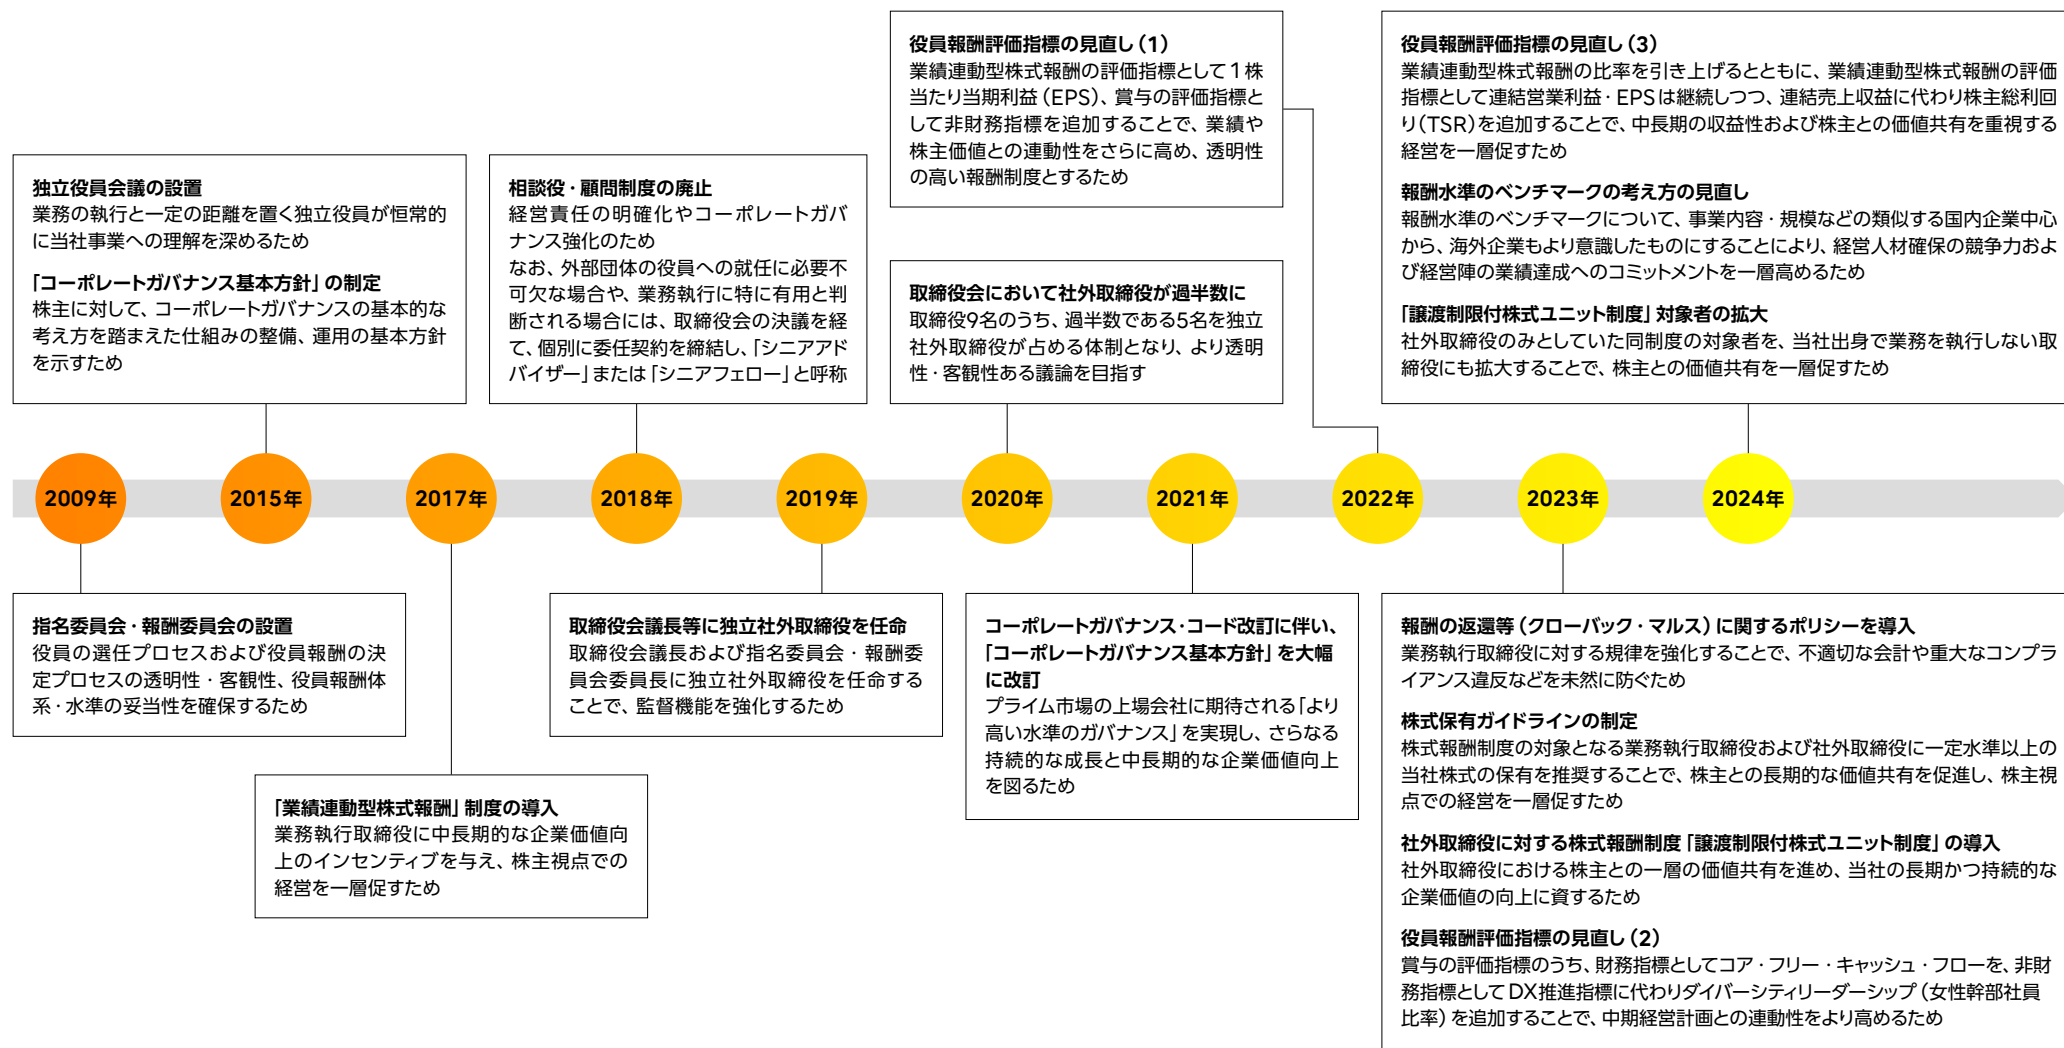 独立役員会議の設置
業務の執行と一定の距離を置く独立役員が恒常的
に当社事業への理解を深めるため
「コーポレートガバナンス基本方針」の制定
株主に対して、コーポレートガバナンスの基本的な
考え方を踏まえた仕組みの整備、運用の基本方針
を示すため
相談役・顧問制度の廃止
経営責任の明確化やコーポレートガバ
ナンス強化のため
なお、外部団体の役員への就任に必要不
可欠な場合や、業務執行に特に有用と判
断される場合には、取締役会の決議を経
て、個別に委任契約を締結し、「シニアアド
バイザー」または「シニアフェロー」と呼称
役員報酬評価指標の見直し(1)
業績連動型株式報酬の評価指標として1株
当たり当期利益(EPS)、賞与の評価指標と
して非財務指標を追加することで、業績や
株主価値との連動性をさらに高め、透明性
の高い報酬制度とするため
取締役会において社外取締役が過半数に
取締役9名のうち、過半数である5名を独立
社外取締役が占める体制となり、より透明
性・客観性ある議論を目指す
役員報酬評価指標の見直し(3)
業績連動型株式報酬の比率を引き上げるとともに、業績連動型株式報酬の評価
指標として連結営業利益・EPSは継続しつつ、連結売上収益に代わり株主総利回
り(TSR)を追加することで、中長期の収益性および株主との価値共有を重視する
経営を一層促すため
報酬水準のベンチマークの考え方の見直し
報酬水準のベンチマークについて、事業内容・規模などの類似する国内企業中心
から、海外企業もより意識したものにすることにより、経営人材確保の競争力およ
び経営陣の業績達成へのコミットメントを一層高めるため
「譲渡制限付株式ユニット制度」対象者の拡大
社外取締役のみとしていた同制度の対象者を、当社出身で業務を執行しない取
締役にも拡大することで、株主との価値共有を一層促すため
2009年
2015年
2017年
2018年
2019年
2020年
2021年
2022年
2023年
2024年
指名委員会・報酬委員会の設置
役員の選任プロセスおよび役員報酬の決
定プロセスの透明性・客観性、役員報酬体
系・水準の妥当性を確保するため
「業績連動型株式報酬」制度の導入
業務執行取締役に中長期的な企業価値向
上のインセンティブを与え、株主視点での
経営を一層促すため
取締役会議長等に独立社外取締役を任命
取締役会議長および指名委員会・報酬委
員会委員長に独立社外取締役を任命する
ことで、監督機能を強化するため
コーポレートガバナンス・コード改訂に伴い、
「コーポレートガバナンス基本方針」を大幅
に改訂
プライム市場の上場会社に期待される「より
高い水準のガバナンス」を実現し、さらなる
持続的な成長と中長期的な企業価値向上
を図るため
報酬の返還等(クローバック・マルス)に関するポリシーを導入
業務執行取締役に対する規律を強化することで、不適切な会計や重大なコンプラ
イアンス違反などを未然に防ぐため
株式保有ガイドラインの制定
株式報酬制度の対象となる業務執行取締役および社外取締役に一定水準以上の
当社株式の保有を推奨することで、株主との長期的な価値共有を促進し、株主視
点での経営を一層促すため
社外取締役に対する株式報酬制度「譲渡制限付株式ユニット制度」の導入
社外取締役における株主との一層の価値共有を進め、当社の長期かつ持続的な
企業価値の向上に資するため
役員報酬評価指標の見直し(2)
賞与の評価指標のうち、財務指標としてコア・フリー・キャッシュ・フローを、非財
務指標としてDX推進指標に代わりダイバーシティリーダーシップ(女性幹部社員
比率)を追加することで、中期経営計画との連動性をより高めるため